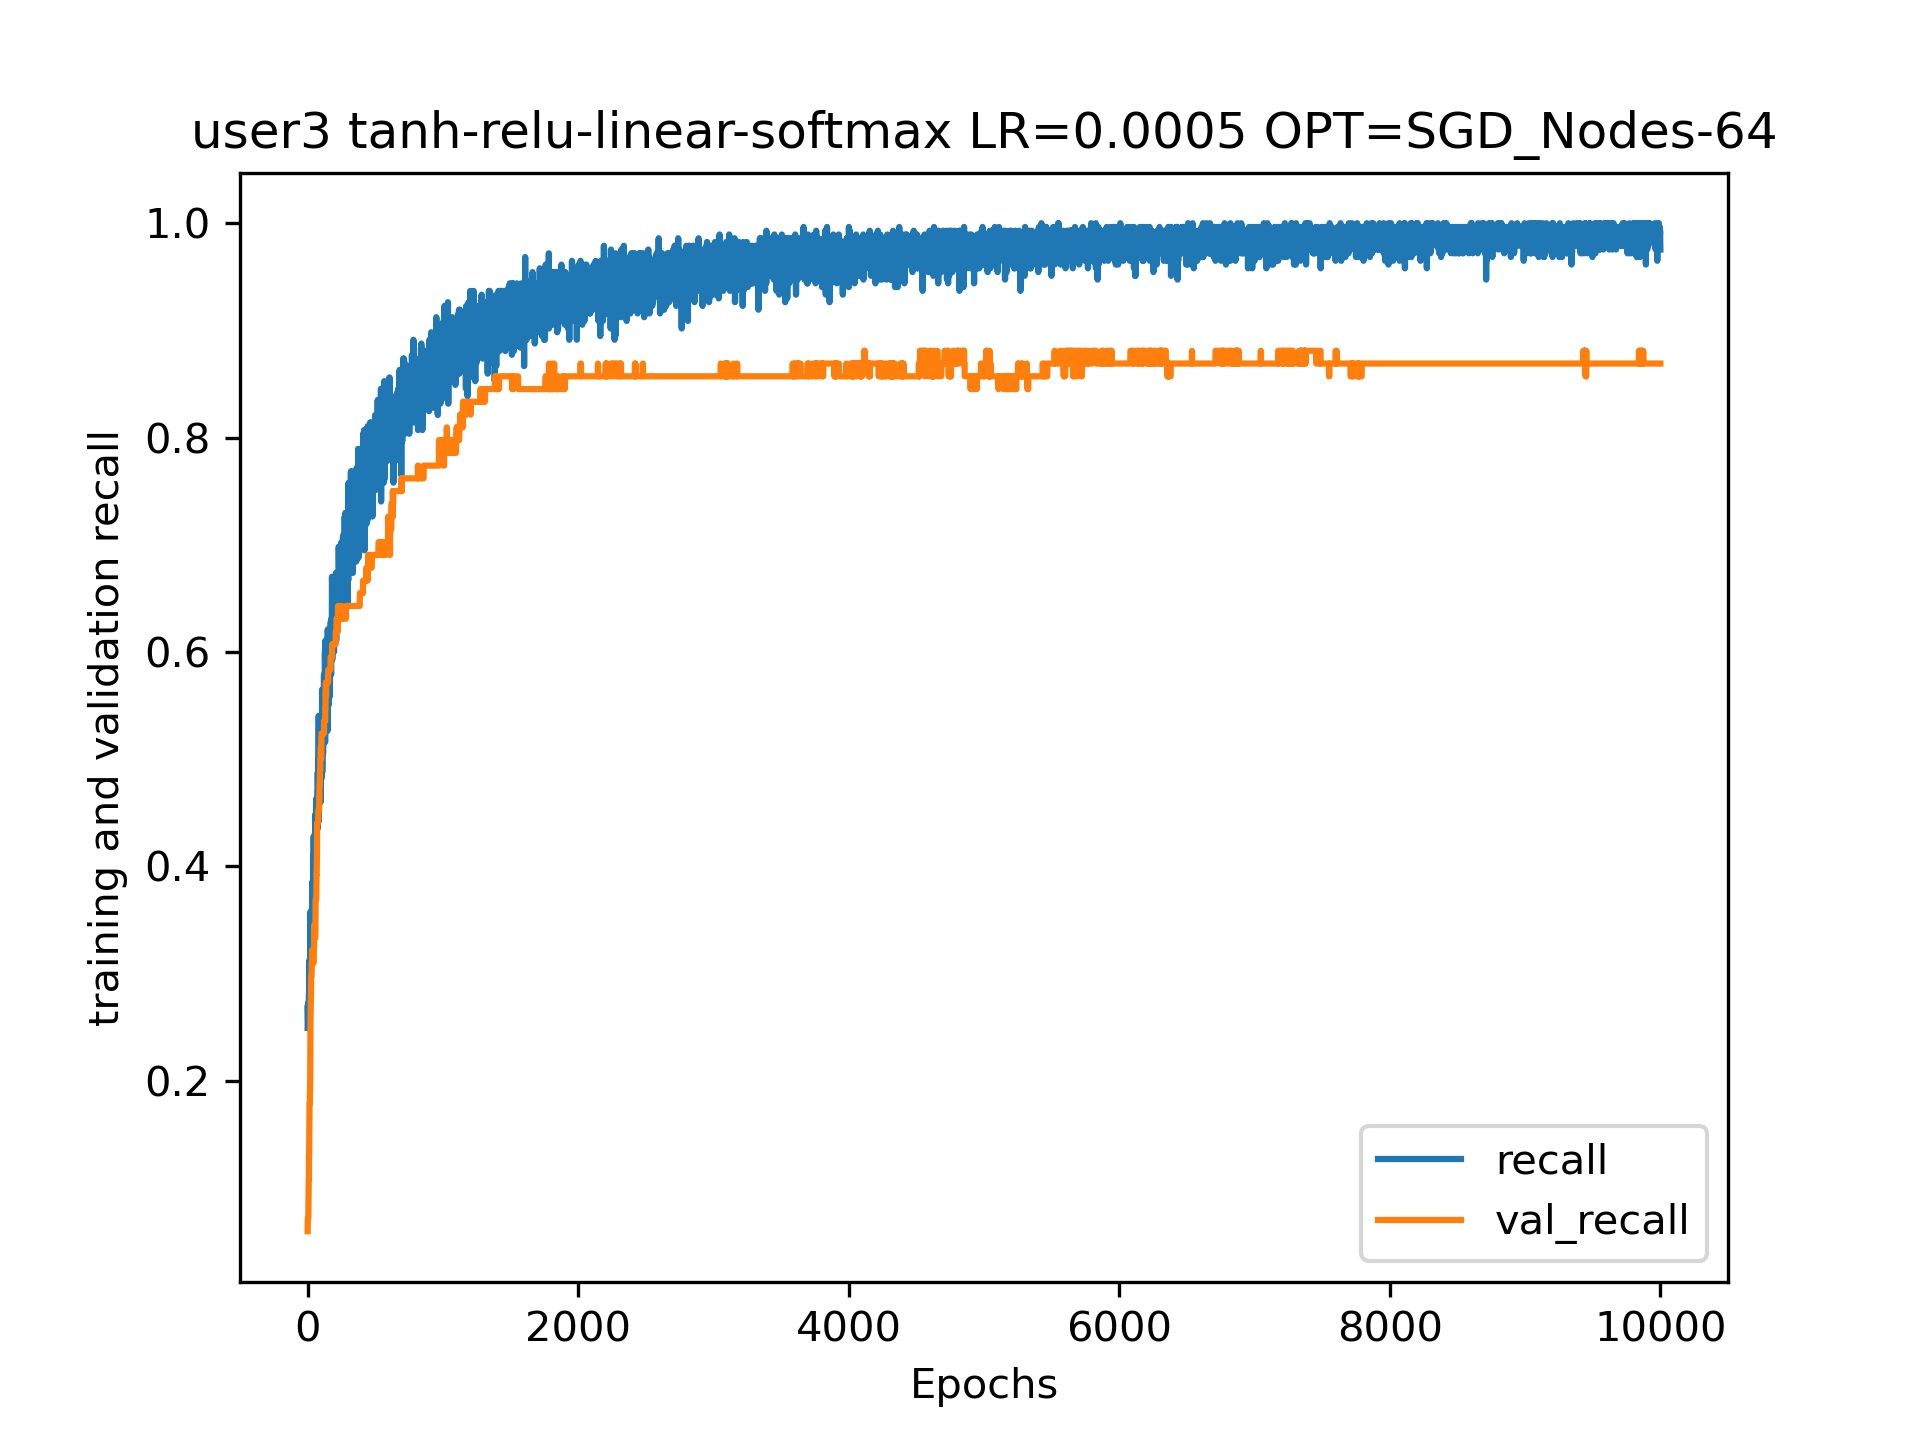 user3 tanh-relu-linear-softmax LR=0.0005 OPT=SGD_Nodes-64
training and validation recall
1.0
0.8
0.6
0.4
0.2
recall
val_recall
0 2000 4000 6000 8000 10000
Epochs